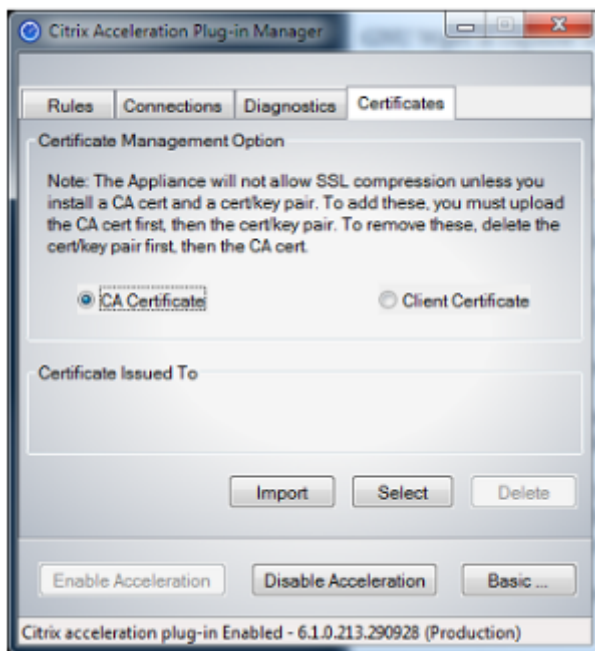 Citrix Acceleration Plug-in Manager
Rules Connections Diagnostics Certificates
Certificate Management Option
Note: The Appliance will not allow SSL compression unless you
install a CA cert and a cert/key pair. To add these, you must upload
the CA cert first, then the cert/key pair. To remove these, delete the
cert/key pair first, then the CA cert.
CA Certificate Client Certificate
Certificate Issued To
Import Select Delete
Enable Acceleration Disable Acceleration Basic ...
Citrix acceleration plug-in Enabled - 6.1.0.213.290928 (Production)